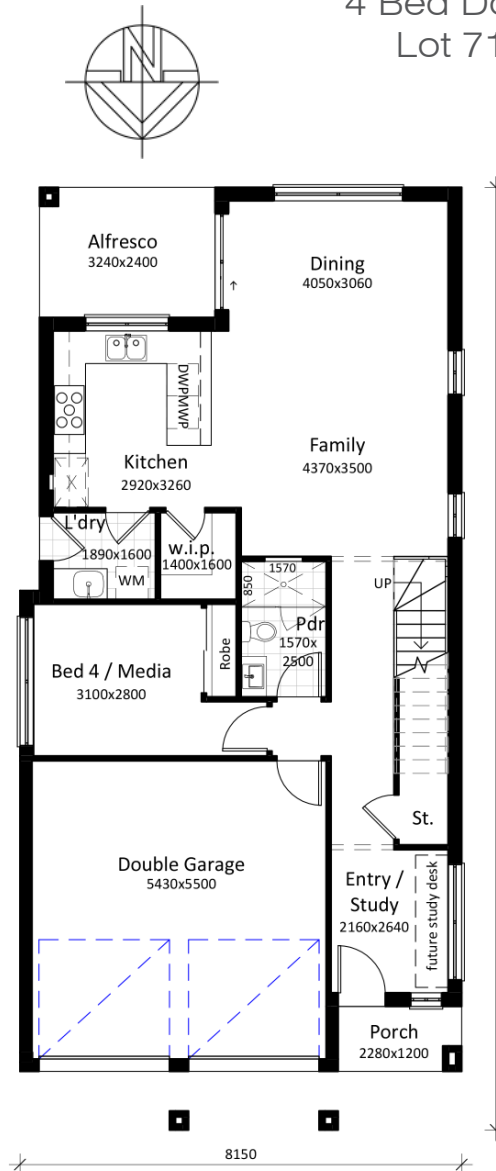 4 Bed Do
Lot 71
N
Alfresco
3240x2400
Dining
4050x3060
DWP
MWP
Kitchen
2920x3260
Family
4370x3500
L'dry
1890x1600
WM
w.i.p.
1400x1600
1570
850
Pdr
1570x
2500
UP
Bed 4 / Media
3100x2800
Robe
N
St.
Double Garage
5430x5500
Entry /
Study
2160x2640
future study desk
Porch
2280x1200
8150